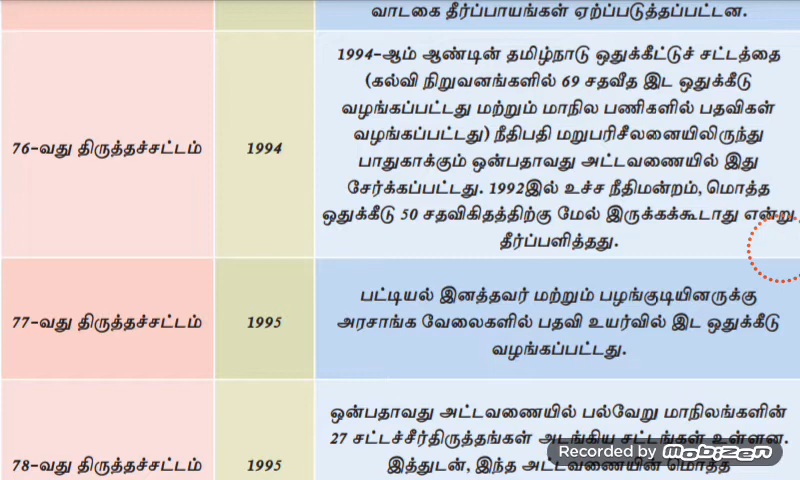 வாடகை தீர்ப்பாயங்கள் ஏற்படுத்தப்பட்டன.
76-வது திருத்தச்சட்டம்
1994
1994-ஆம் ஆண்டின் தமிழ்நாடு ஒதுக்கீட்டுச் சட்டத்தை
(கல்வி நிறுவனங்களில் 69 சதவீத இட ஒதுக்கீடு
வழங்கப்பட்டது மற்றும் மாநில பணிகளில் பதவிகள்
வழங்கப்பட்டது) நீதிபதி மறுபரிசீலனையிலிருந்து
பாதுகாக்கும் ஒன்பதாவது அட்டவணையில் இது
சேர்க்கப்பட்டது. 1992இல் உச்ச நீதிமன்றம், மொத்த
ஒதுக்கீடு 50 சதவிகிதத்திற்கு மேல் இருக்கக்கூடாது என்று
தீர்ப்பளித்தது.
77-வது திருத்தச்சட்டம்
1995
பட்டியல் இனத்தவர் மற்றும் பழங்குடியினருக்கு
அரசாங்க வேலைகளில் பதவி உயர்வில் இட ஒதுக்கீடு
வழங்கப்பட்டது.
78-வது திருத்தச்சட்டம்
1995
ஒன்பதாவது அட்டவணையில் பல்வேறு மாநிலங்களின்
27 சட்டச்சீர்திருத்தங்கள் அடங்கிய சட்டங்கள் உள்ளன.
இத்துடன், இந்த அட்டவணையின் மொத்த
Recorded by mobizen